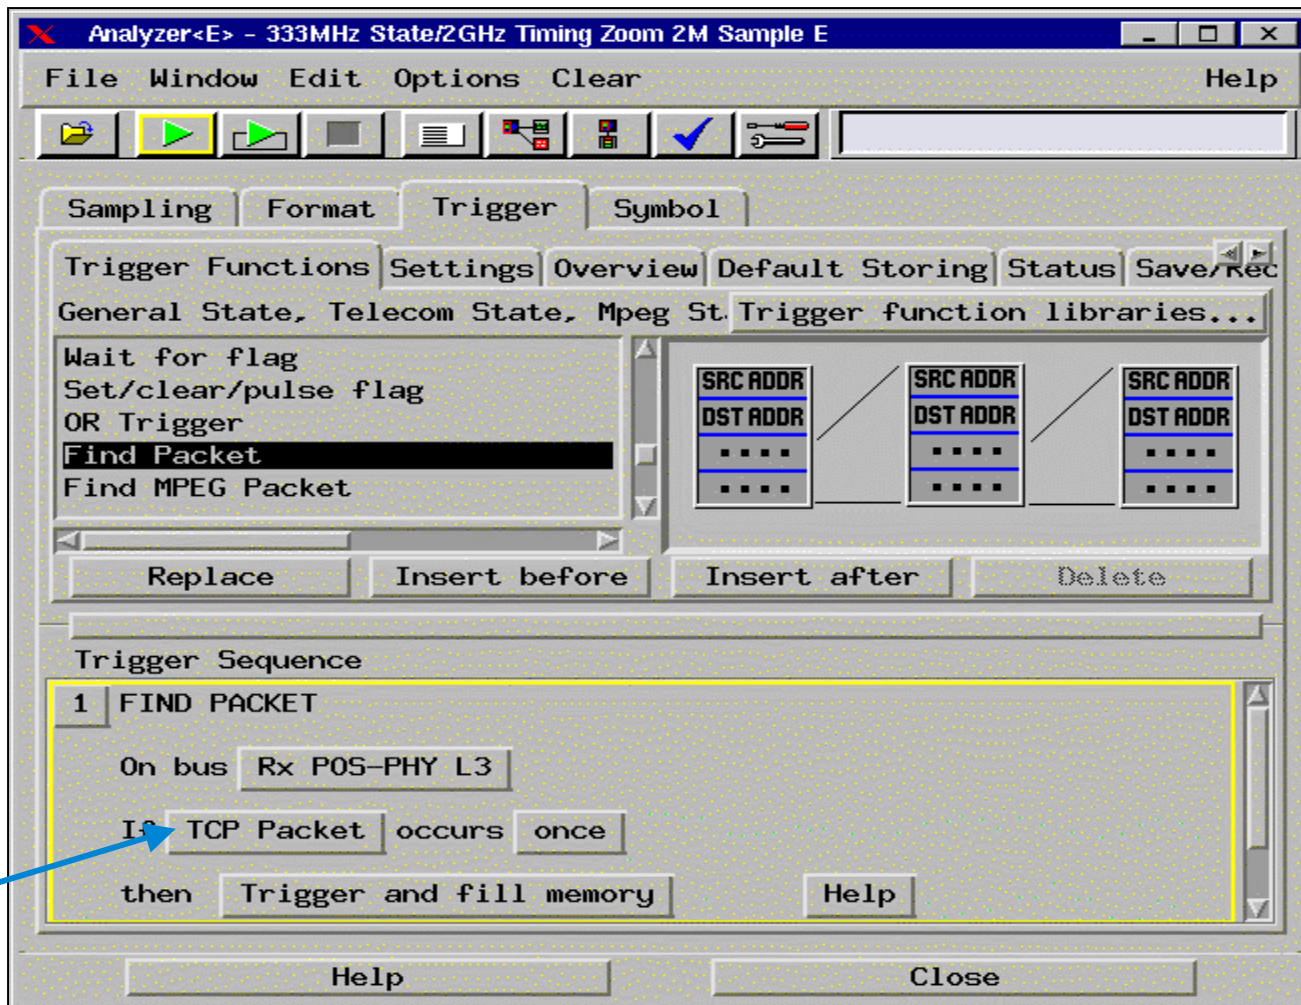 Analyzer<E> - 333MHz State/2GHz Timing Zoom 2M Sample E
File Window Edit Options Clear Help
Sampling Format Trigger Symbol
Trigger Functions Settings Overview Default Storing Status Save/Rec
General State, Telecom State, Mpeg St Trigger function libraries...
Wait for flag
Set/clear/pulse flag
OR Trigger
Find Packet
Find MPEG Packet
SRC ADDR SRC ADDR SRC ADDR
DST ADDR DST ADDR DST ADDR
Replace Insert before Insert after Delete
Trigger Sequence
1 FIND PACKET
On bus Rx POS-PHY L3
If TCP Packet occurs once
then Trigger and fill memory Help
Help Close